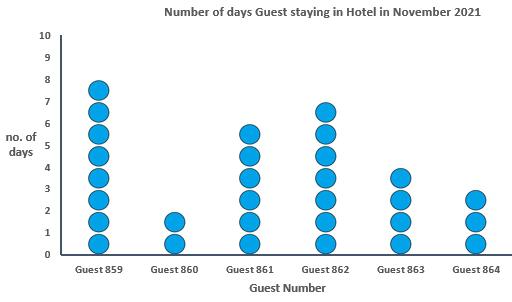 Number of days Guest staying in Hotel in November 2021
10
9
8
7
6
5
4
3
2
1
0
no. of
days
Guest 859 Guest 860 Guest 861 Guest 862 Guest 863 Guest 864
Guest Number